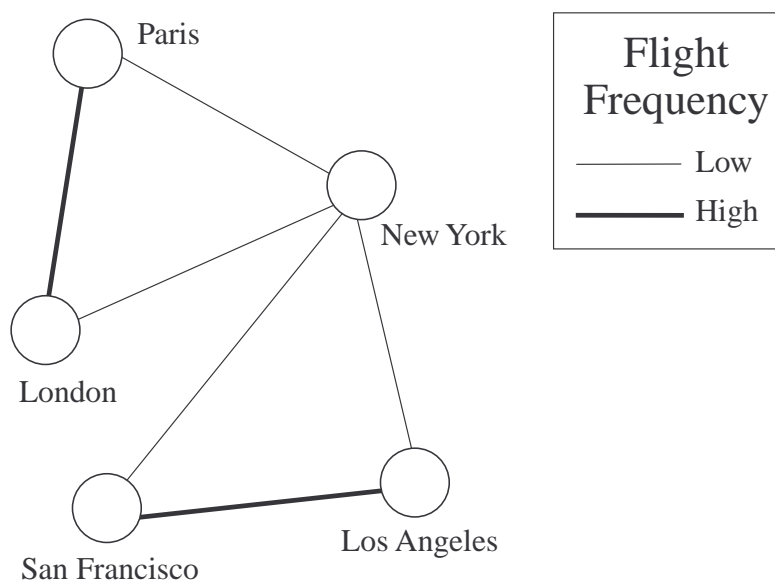 Paris
Flight
Frequency
Low
High
New York
London
Los Angeles
San Francisco